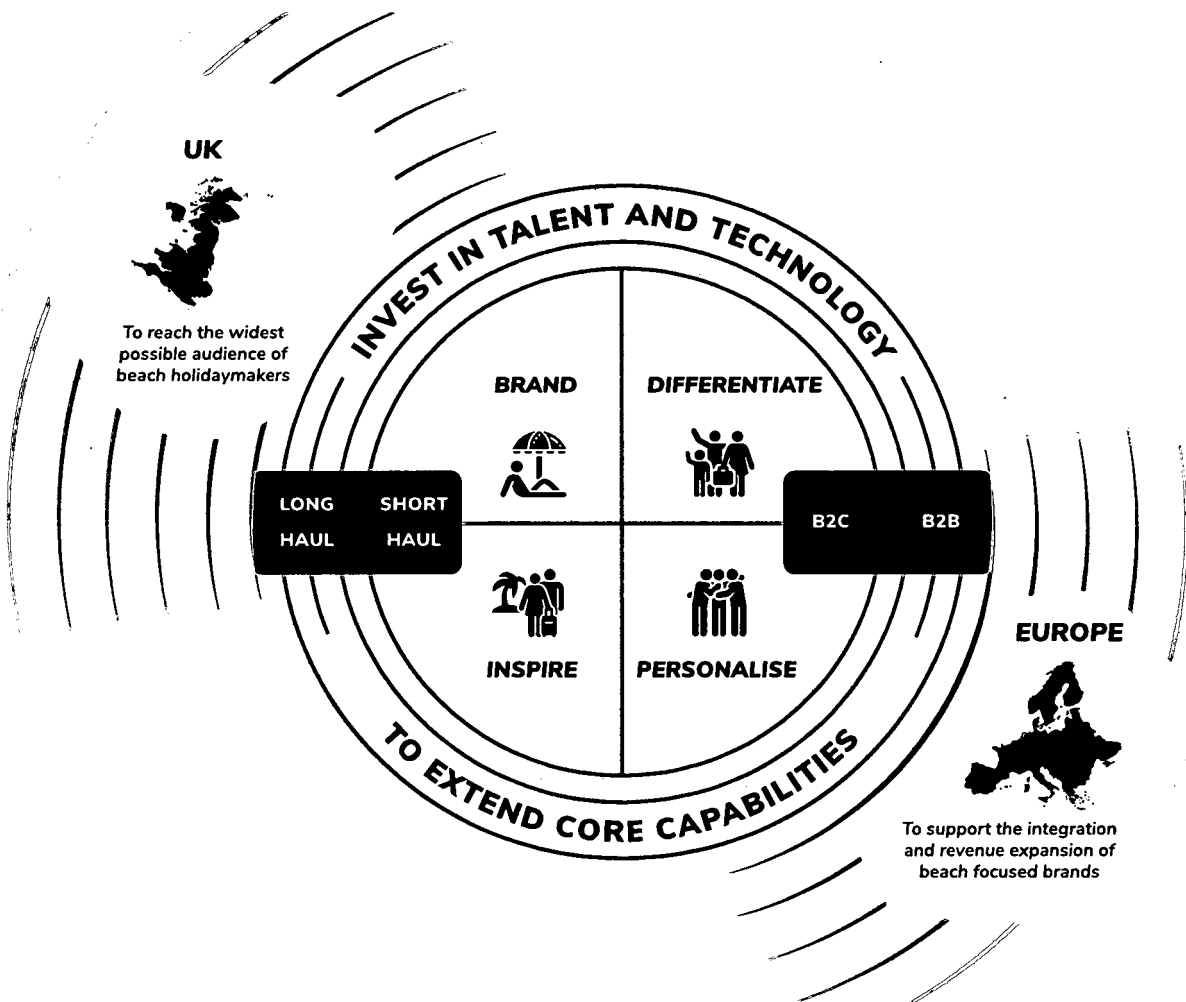 UK
To reach the widest
possible audience of
beach holidaymakers
INVEST IN TALENT AND TECHNOLOGY
BRAND
DIFFERENTIATE
LONG SHORT
HAUL HAUL
B2C B2B
INSPIRE
PERSONALISE
TO EXTEND CORE CAPABILITIES
EUROPE
To support the integration
and revenue expansion of
beach focused brands